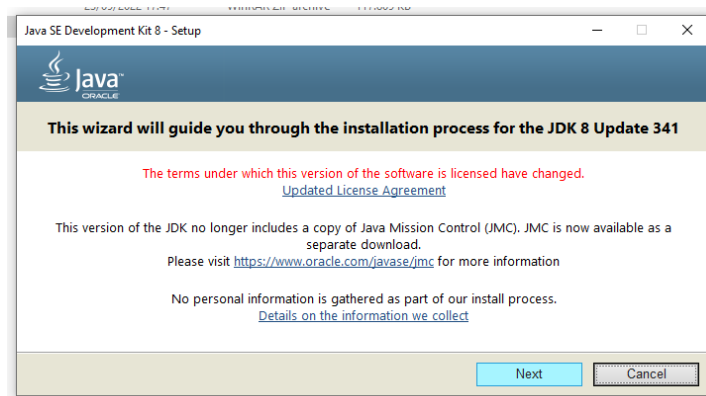 Java SE Development Kit 8 - Setup
Java™
ORACLE
This wizard will guide you through the installation process for the JDK 8 Update 341
The terms under which this version of the software is licensed have changed.
Updated License Agreement
This version of the JDK no longer includes a copy of Java Mission Control (JMC). JMC is now available as a
separate download.
Please visit https://www.oracle.com/javase/jmc for more information
No personal information is gathered as part of our install process.
Details on the information we collect
Next Cancel